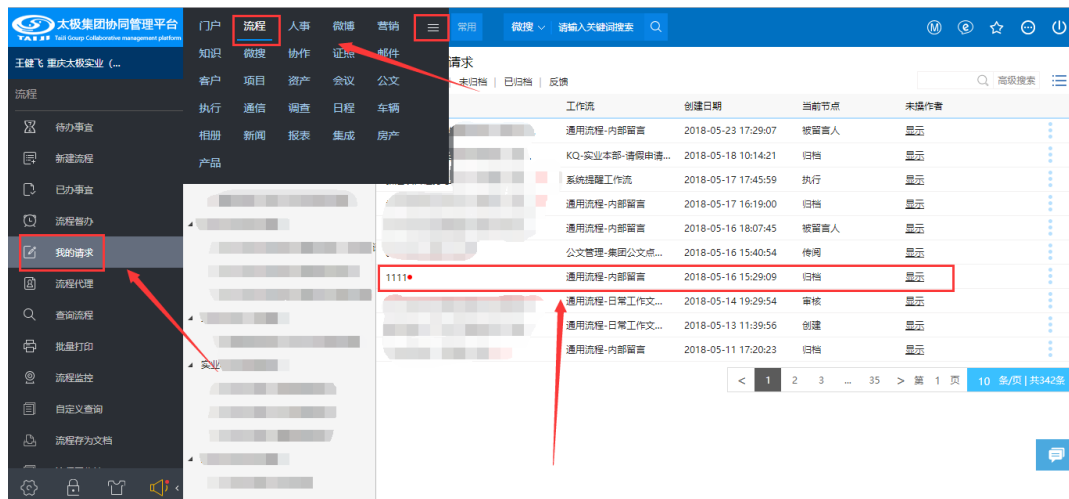 太极集团协同管理平台
TAIJI Taili Gourp Collaborative management platform
门户 流程 人事 微博 营销
常用 微搜 请输入关键词搜索
王健飞 重庆太极实业（...
知识 微搜 协作 证照 邮件
客户 项目 资产 会议 公文
执行 通信 调查 日程 车辆
相册 新闻 报表 集成 房产
产品
流程
待办事宜
新建流程
已办事宜
流程督办
我的请求
流程代理
查询流程
批量打印
流程监控
自定义查询
流程存为文档
实业
请求
未归档 | 已归档 | 反馈
高级搜索
工作流 创建日期 当前节点 未操作者
通用流程-内部留言 2018-05-23 17:29:07 被留言人 显示
KQ-实业本部-请假申请... 2018-05-18 10:14:21 归档 显示
系统提醒工作流 2018-05-17 17:45:59 执行 显示
通用流程-内部留言 2018-05-17 16:19:00 归档 显示
通用流程-内部留言 2018-05-16 18:07:45 被留言人 显示
公文管理-集团公文点... 2018-05-16 15:40:54 传阅 显示
1111 通用流程-内部留言 2018-05-16 15:29:09 归档 显示
通用流程-日常工作文... 2018-05-14 19:29:54 审核 显示
通用流程-日常工作文... 2018-05-13 11:39:56 创建 显示
通用流程-内部留言 2018-05-11 17:20:23 归档 显示
< 1 2 3 ... 35 > 第 1 页 10 条/页 | 共342条